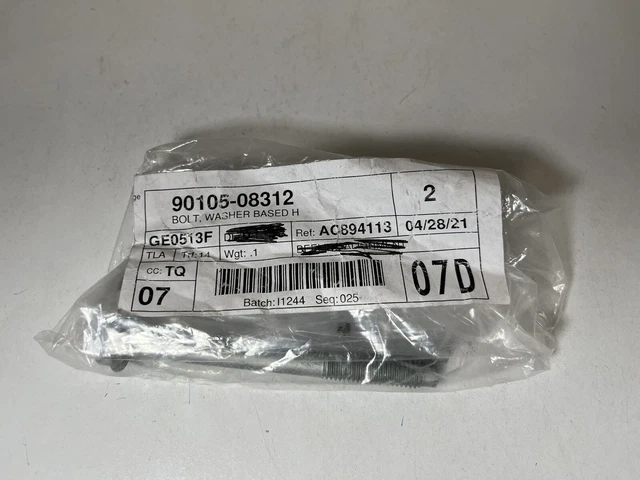 ge
90105-08312
2
BOLT, WASHER BASED H
GE0513F
Ref: AC894113
04/28/21
TLA
Wgt: .1
CC: TQ
07
07D
Batch: I1244 Seq: 025